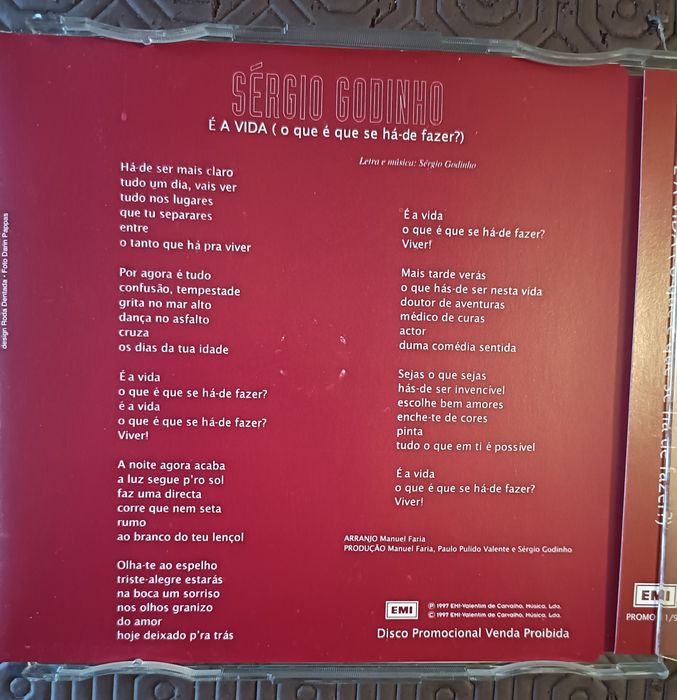 SÉRGIO GODINHO
É A VIDA ( o que é que se há-de fazer?)
Letra e música: Sérgio Godinho
Há-de ser mais claro
tudo um dia, vais ver
tudo nos lugares
que tu separares
entre
o tanto que há pra viver
Por agora é tudo
confusão, tempestade
grita no mar alto
dança no asfalto
cruza
os dias da tua idade
É a vida
o que é que se há-de fazer?
é a vida
o que é que se há-de fazer?
Viver!
A noite agora acaba
a luz segue p'ro sol
faz uma directa
corre que nem seta
rumo
ao branco do teu lençol
Olha-te ao espelho
triste-alegre estarás
na boca um sorriso
nos olhos granizo
do amor
hoje deixado p'ra trás
É a vida
o que é que se há-de fazer?
Viver!
Mais tarde verás
o que hás-de ser nesta vida
doutor de aventuras
médico de curas
actor
duma comédia sentida
Sejas o que sejas
hás-de ser invencível
escolhe bem amores
enche-te de cores
pinta
tudo o que em ti é possível
É a vida
o que é que se há-de fazer?
Viver!
ARRANJO Manuel Faria
PRODUÇÃO Manuel Faria, Paulo Pulido Valente e Sérgio Godinho
EMI
℗ 1997 EMI-Valentim de Carvalho, Música, Lda.
© 1997 EMI-Valentim de Carvalho, Música, Lda.
Disco Promocional Venda Proibida
design Roda Dentada - Foto Darin Pappas
EMI
PROMO